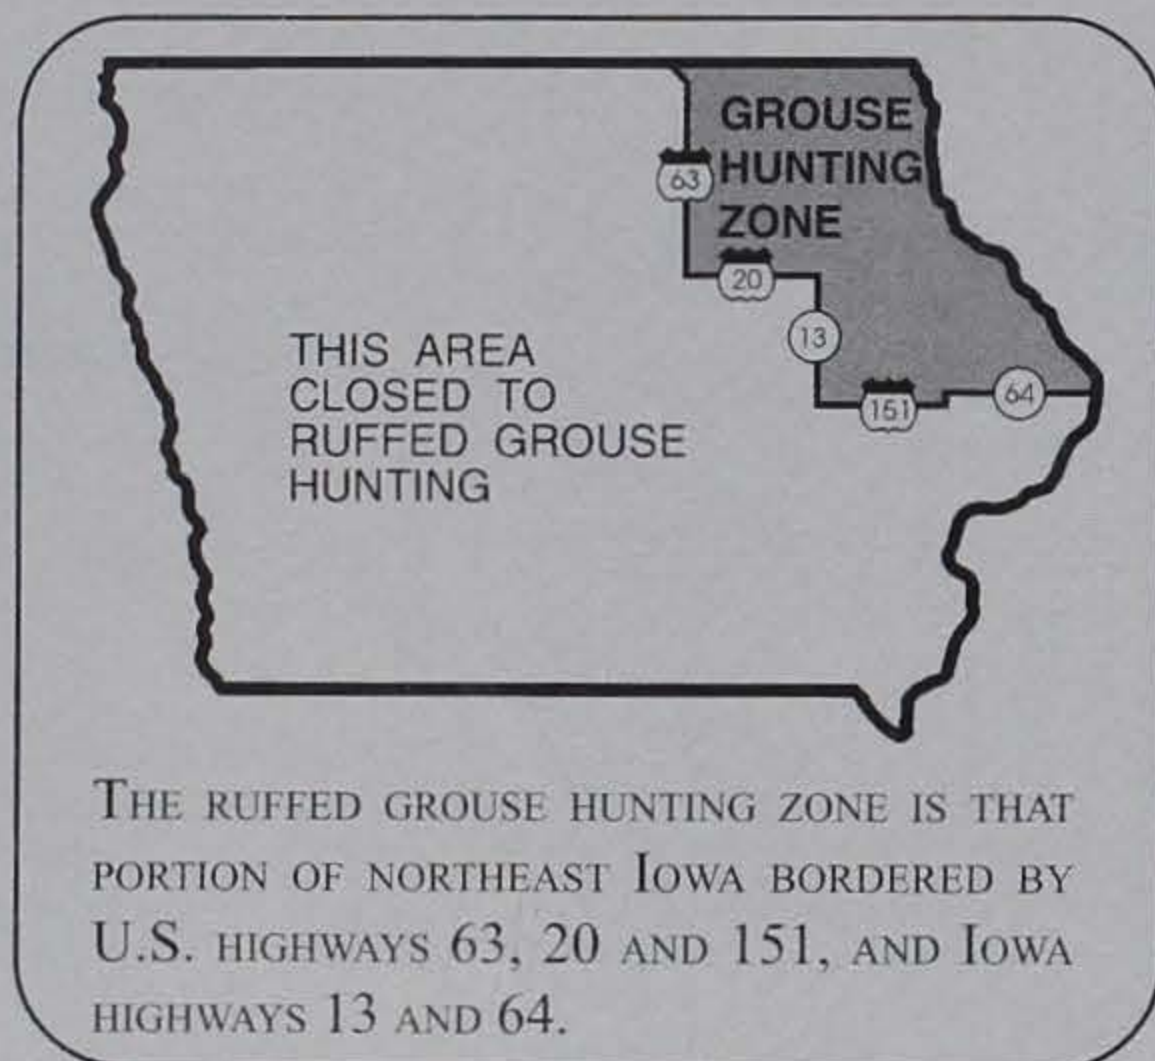 GROUSE
HUNTING
ZONE
63
20
13
151
64
THIS AREA
CLOSED TO
RUFFED GROUSE
HUNTING
THE RUFFED GROUSE HUNTING ZONE IS THAT
PORTION OF NORTHEAST IOWA BORDERED BY
U.S. HIGHWAYS 63, 20 AND 151, AND IOWA
HIGHWAYS 13 AND 64.